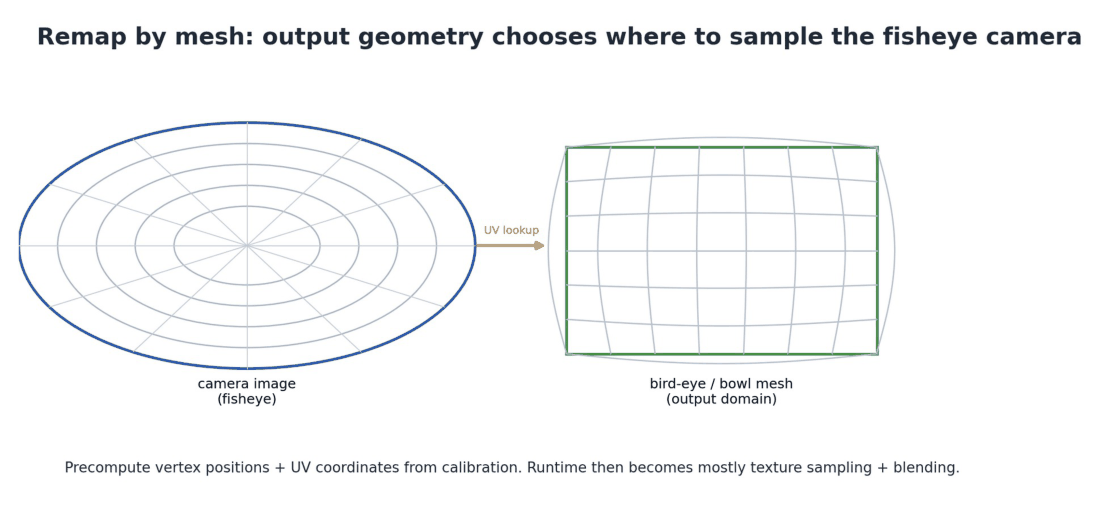 Remap by mesh: output geometry chooses where to sample the fisheye camera
UV lookup
camera image
(fisheye)
bird-eye / bowl mesh
(output domain)
Precompute vertex positions + UV coordinates from calibration. Runtime then becomes mostly texture sampling + blending.